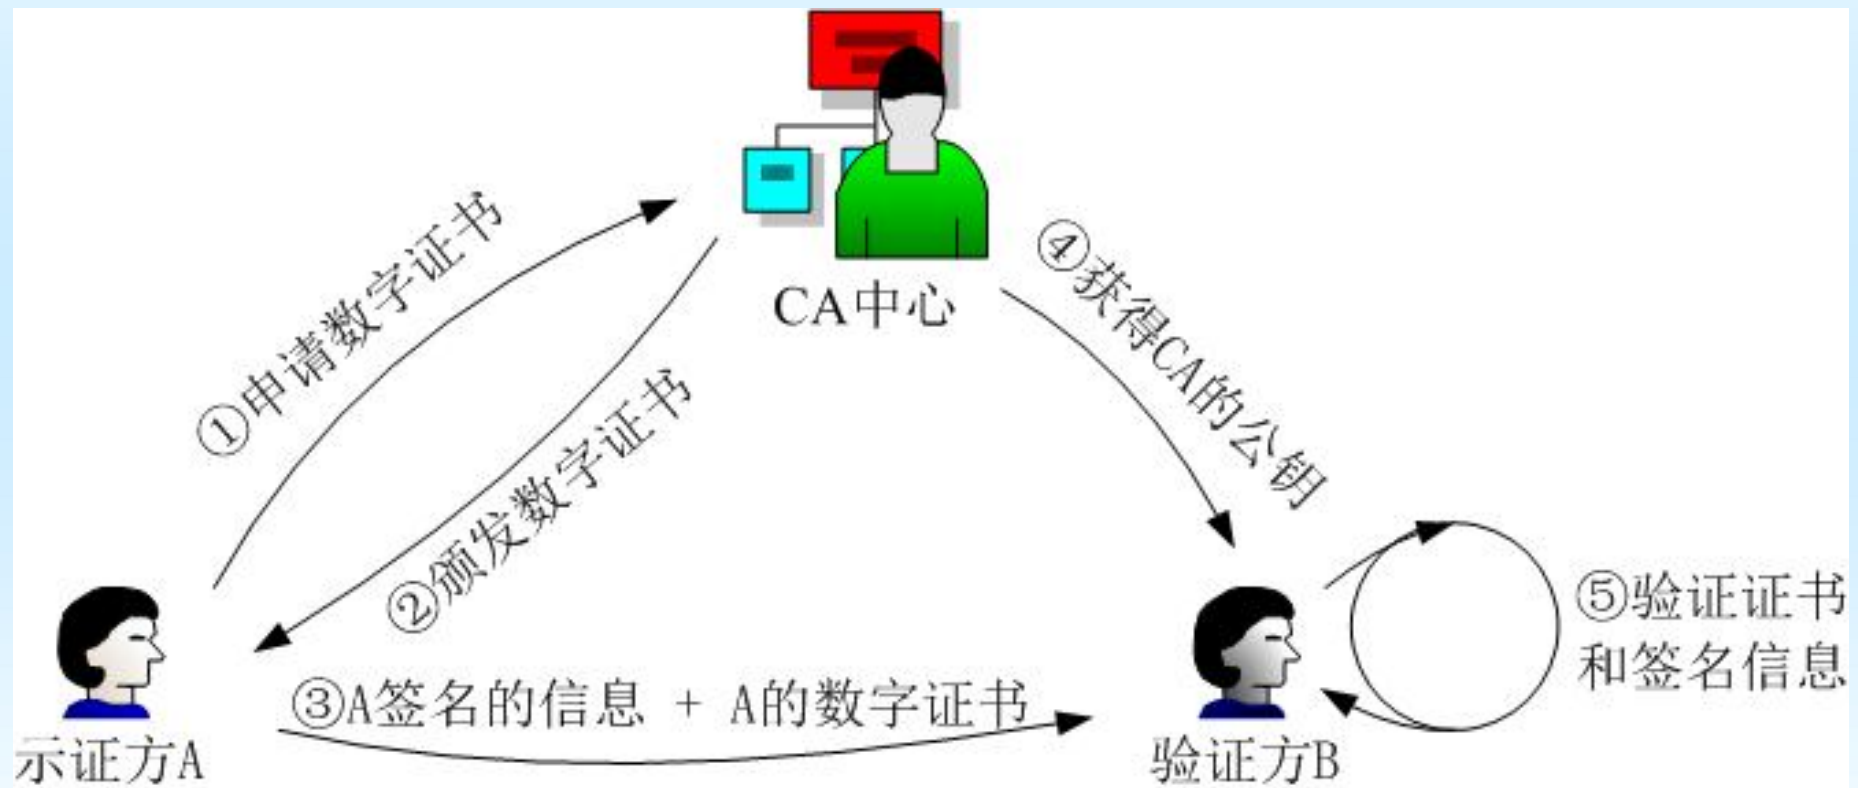 ①申请数字证书
CA中心
④获得CA的公钥
②颁发数字证书
⑤验证证书
和签名信息
③A签名的信息 + A的数字证书
示证方A
验证方B